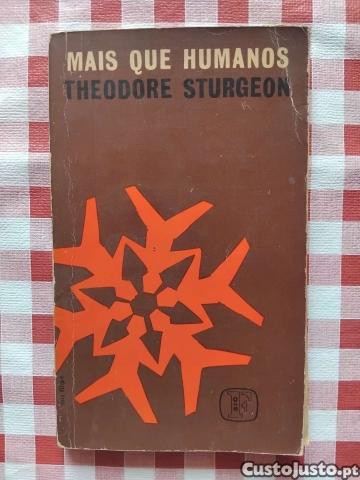 MAIS QUE HUMANOS
THEODORE STURGEON
CustoJusto.pt